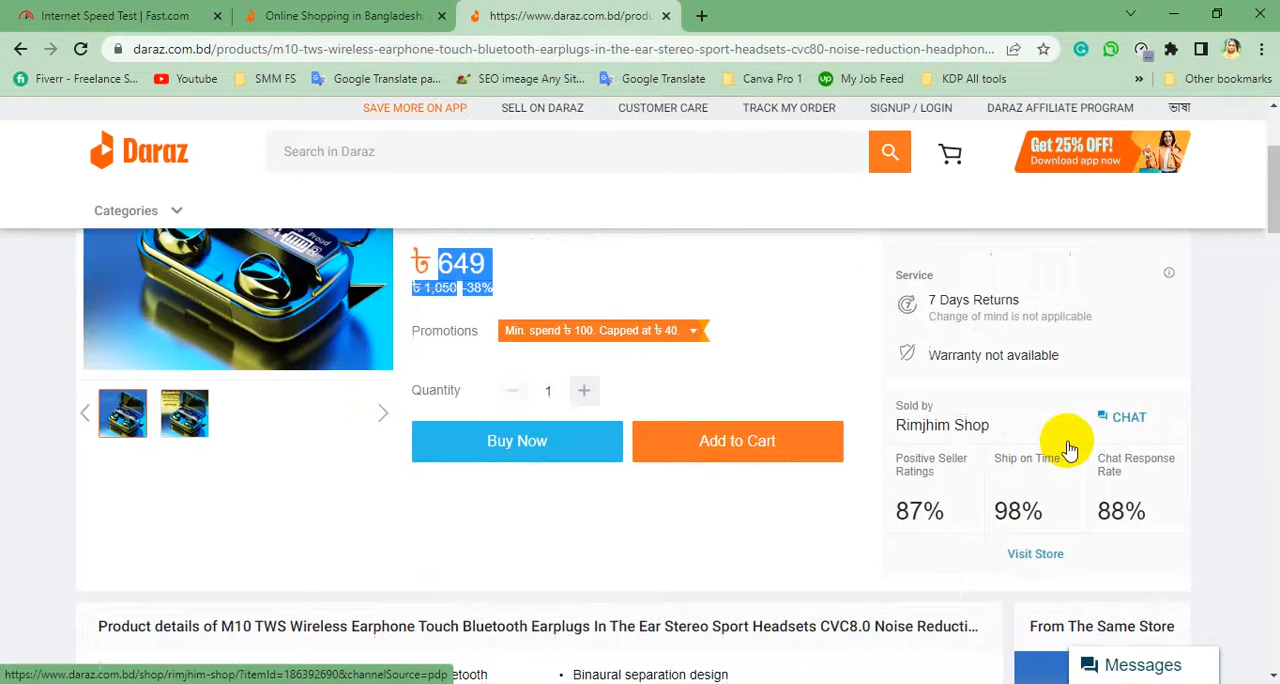 Internet Speed Test | Fast.com
Online Shopping in Bangladesh
https://www.daraz.com.bd/prod
daraz.com.bd/products/m10-tws-wireless-earphone-touch-bluetooth-earplugs-in-the-ear-stereo-sport-headsets-cvc80-noise-reduction-headphon...
Fiverr - Freelance S...
Youtube
SMM FS
Google Translate pa...
SEO imeage Any Sit...
Google Translate
Canva Pro 1
My Job Feed
KDP All tools
»
Other bookmarks
SAVE MORE ON APP
SELL ON DARAZ
CUSTOMER CARE
TRACK MY ORDER
SIGNUP / LOGIN
DARAZ AFFILIATE PROGRAM
ভাষা
Daraz
Search in Daraz
Get 25% OFF!
Download app now
Categories
Proud
৳ 649
৳ 1,050 -38%
Promotions
Min. spend ৳ 100. Capped at ৳ 40.
Quantity
1
Buy Now
Add to Cart
Service
7 Days Returns
Change of mind is not applicable
Warranty not available
Sold by
Rimjhim Shop
CHAT
Positive Seller
Ratings
87%
Ship on Time
98%
Chat Response
Rate
88%
Visit Store
Product details of M10 TWS Wireless Earphone Touch Bluetooth Earplugs In The Ear Stereo Sport Headsets CVC8.0 Noise Reducti...
From The Same Store
• Binaural separation design
Messages
https://www.daraz.com.bd/shop/rimjhim-shop/?itemId=186392690&channelSource=pdp